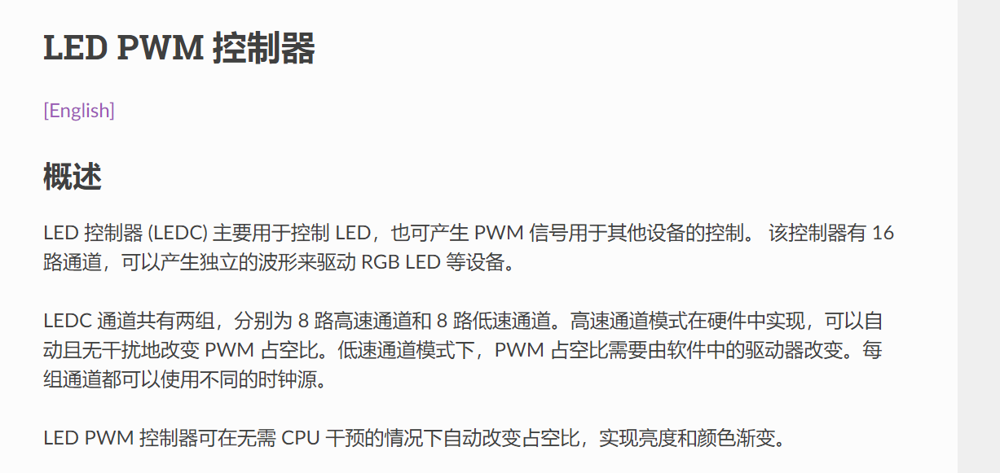 LED PWM 控制器
[English]
概述
LED 控制器 (LEDC) 主要用于控制 LED，也可产生 PWM 信号用于其他设备的控制。 该控制器有 16
路通道，可以产生独立的波形来驱动 RGB LED 等设备。
LEDC 通道共有两组，分别为 8 路高速通道和 8 路低速通道。高速通道模式在硬件中实现，可以自
动且无干扰地改变 PWM 占空比。低速通道模式下，PWM 占空比需要由软件中的驱动器改变。每
组通道都可以使用不同的时钟源。
LED PWM 控制器可在无需 CPU 干预的情况下自动改变占空比，实现亮度和颜色渐变。